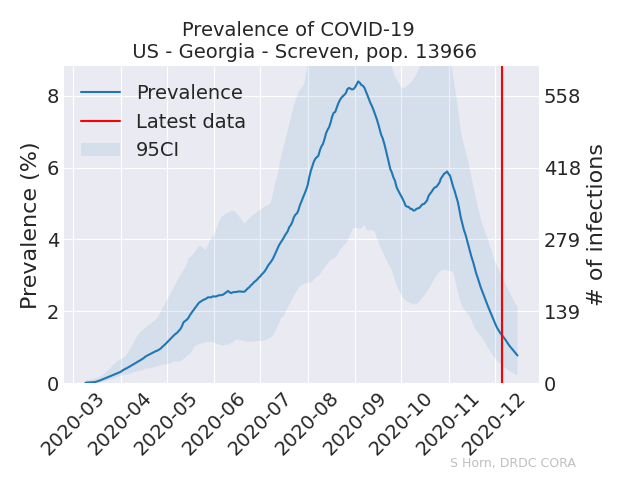 Prevalence of COVID-19
US - Georgia - Screven, pop. 13966
Prevalence
Latest data
95CI
Prevalence (%)
8
6
4
2
0
558
418
279
139
0
# of infections
2020-03
2020-04
2020-05
2020-06
2020-07
2020-08
2020-09
2020-10
2020-11
2020-12
S Horn, DRDC CORA